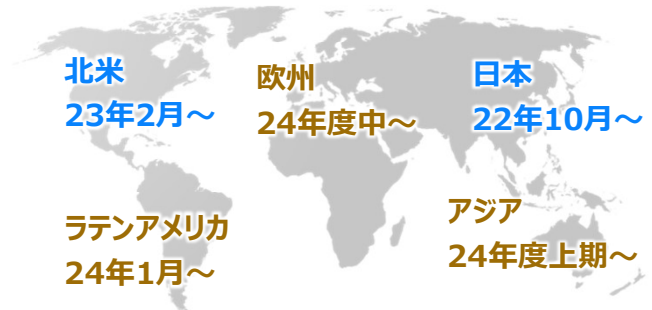 北米
23年2月～
欧州
24年度中～
日本
22年10月～
ラテンアメリカ
24年1月～
アジア
24年度上期～